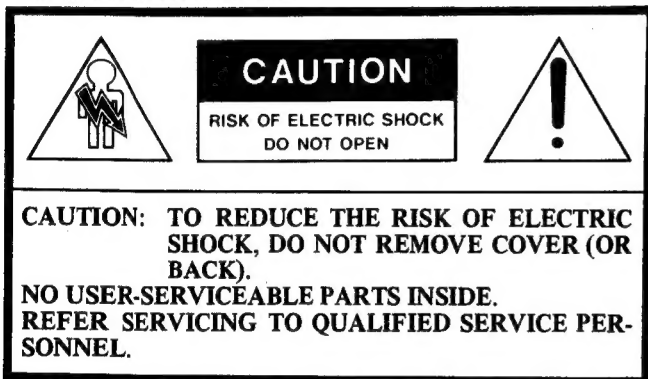 CAUTION
RISK OF ELECTRIC SHOCK
DO NOT OPEN
CAUTION: TO REDUCE THE RISK OF ELECTRIC
SHOCK, DO NOT REMOVE COVER (OR
BACK).
NO USER-SERVICEABLE PARTS INSIDE.
REFER SERVICING TO QUALIFIED SERVICE PER-
SONNEL.